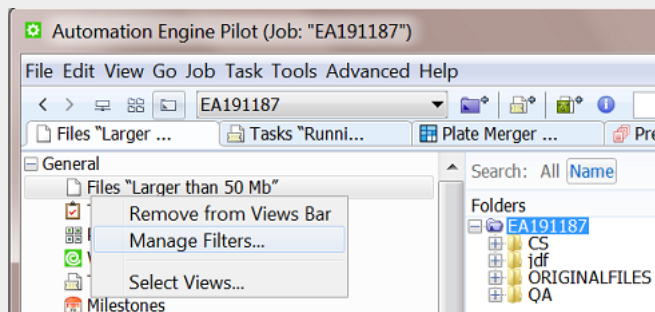 Automation Engine Pilot (Job: "EA191187")
File Edit View Go Job Task Tools Advanced Help
EA191187
Files “Larger ... Tasks “Runni... Plate Merger ...
General
Files “Larger than 50 Mb”
Remove from Views Bar
Manage Filters...
Select Views...
Milestones
Search: All Name
Folders
EA191187
CS
jdf
ORIGINALFILES
QA